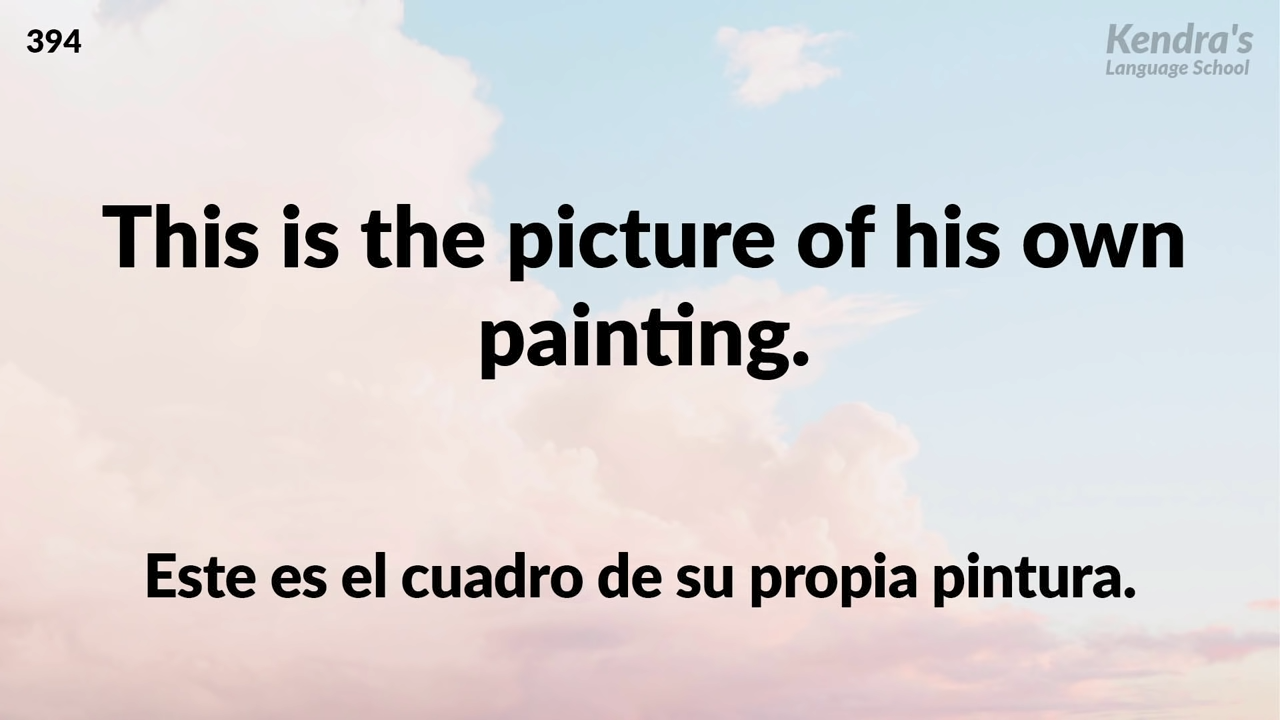 394
Kendra's
Language School
This is the picture of his own
painting.
Este es el cuadro de su propia pintura.